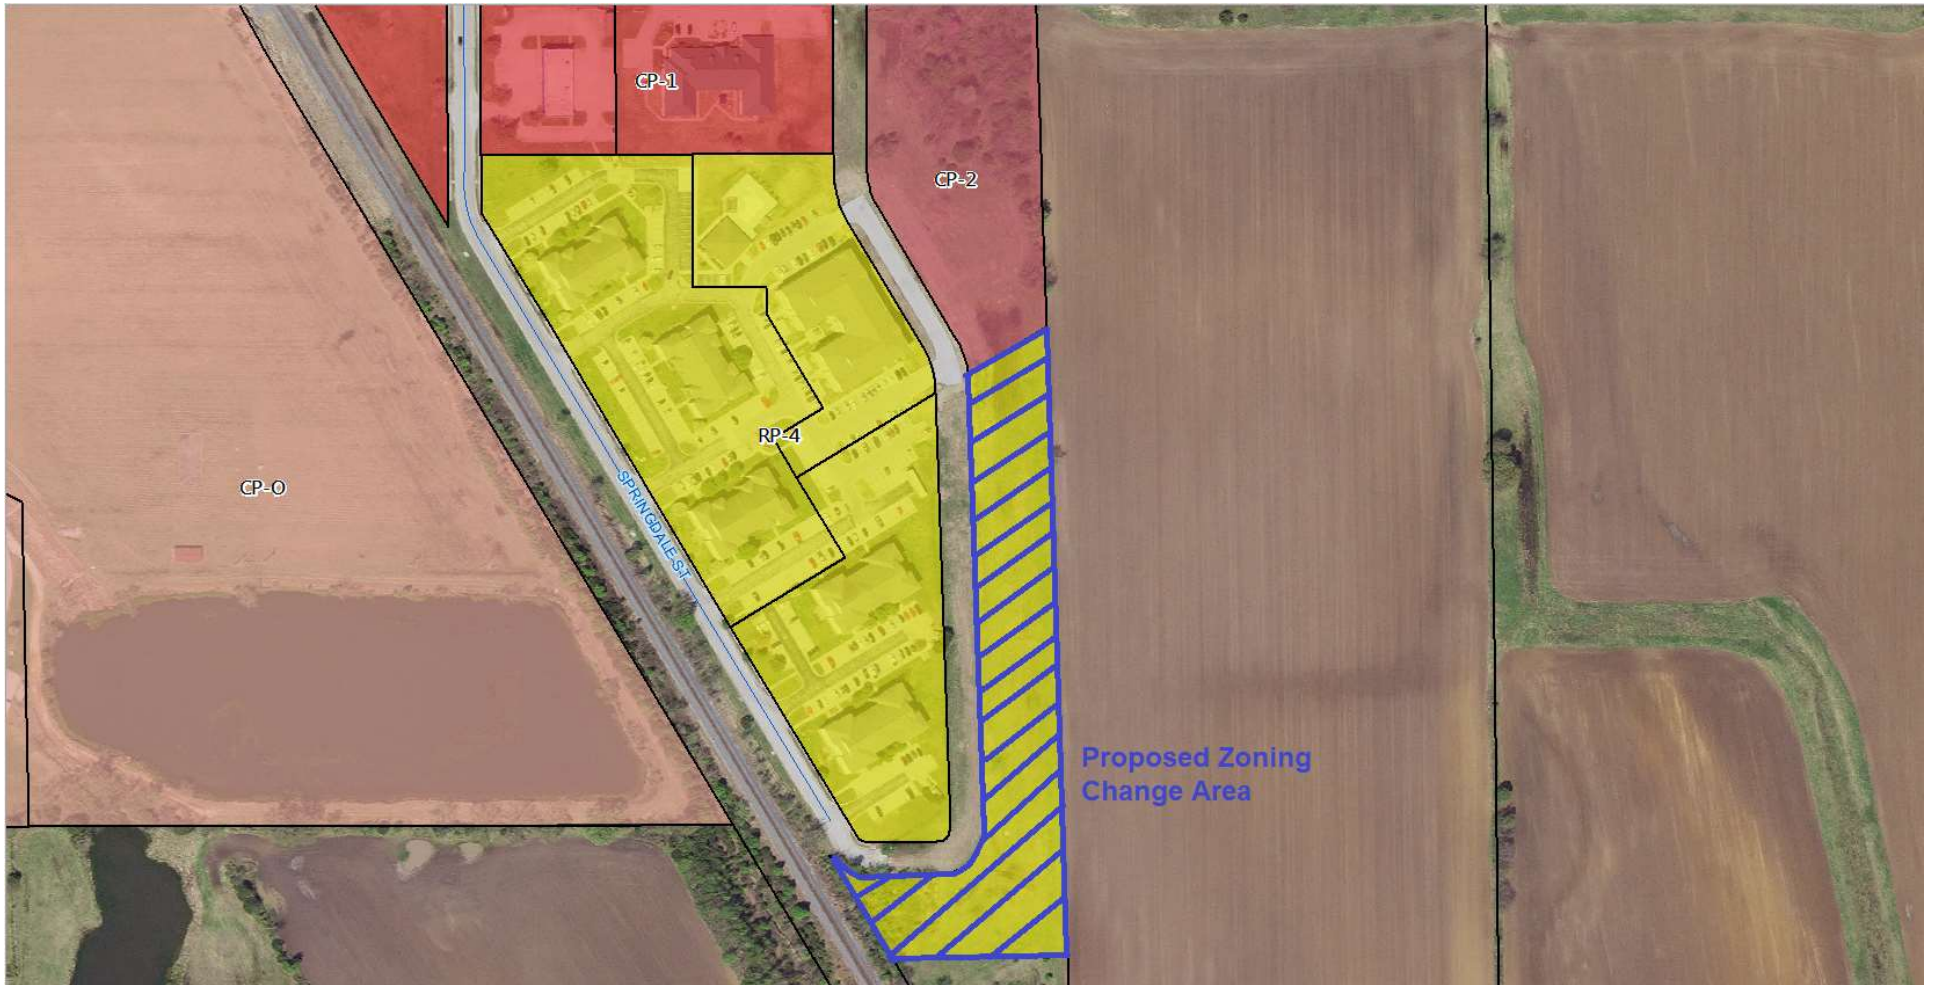 CP-1
CP-2
RP-4
CP-O
SPRINGDALE ST
Proposed Zoning
Change Area